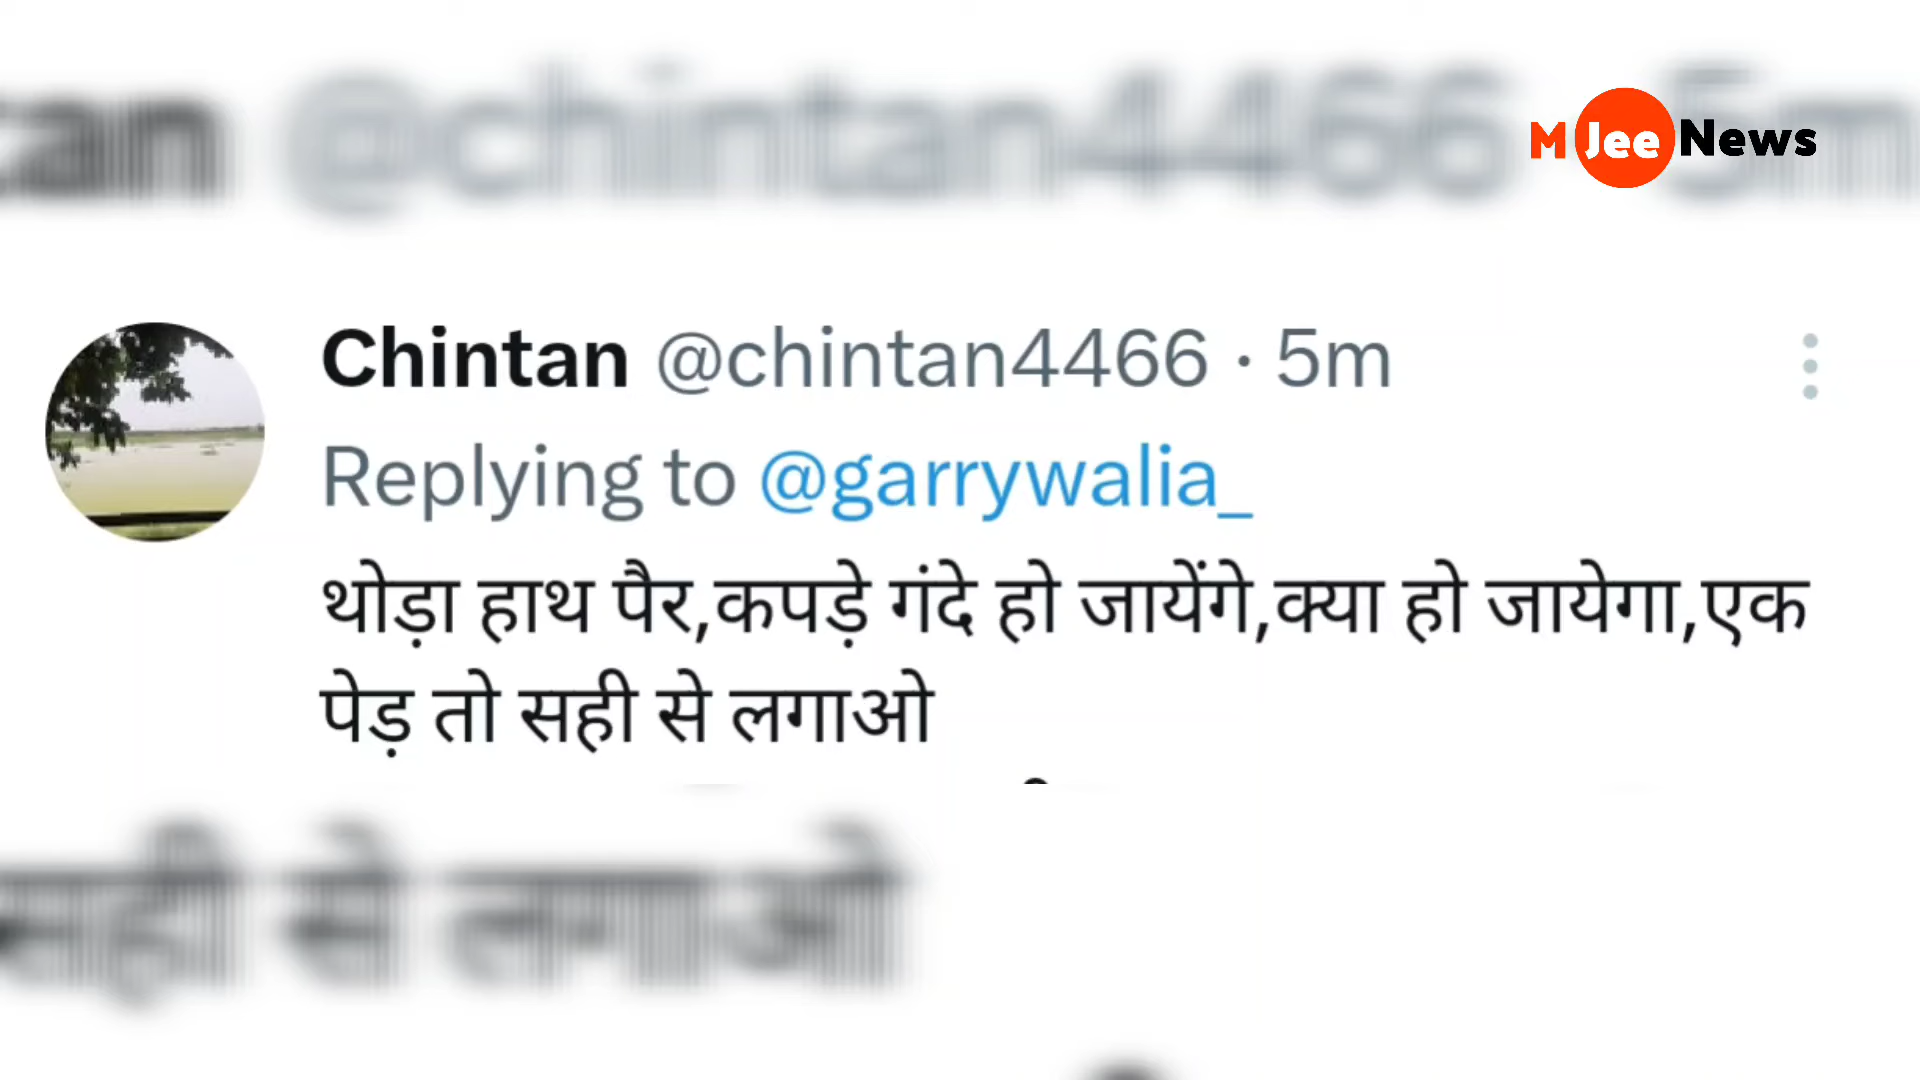 M Jee News
Chintan @chintan4466 · 5m
Replying to @garrywalia_
थोड़ा हाथ पैर,कपड़े गंदे हो जायेंगे,क्या हो जायेगा,एक
पेड़ तो सही से लगाओ